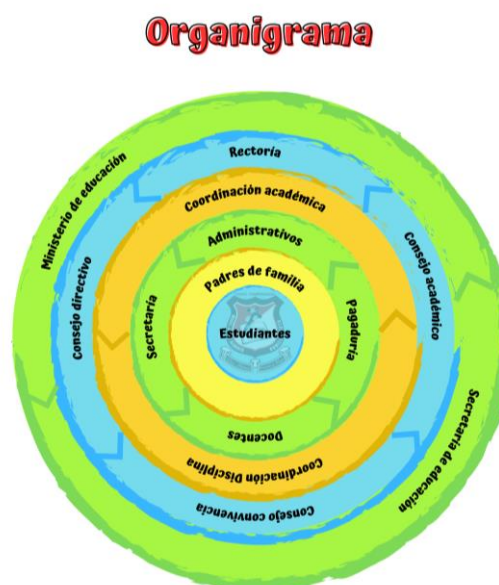 Organigrama
Ministerio de educación
Secretaría de educación
Rectoría
Consejo académico
Consejo convivencia
Consejo directivo
Coordinación académica
Coordinación Disciplina
Administrativos
Pagaduría
Docentes
Secretaría
Padres de familia
Estudiantes